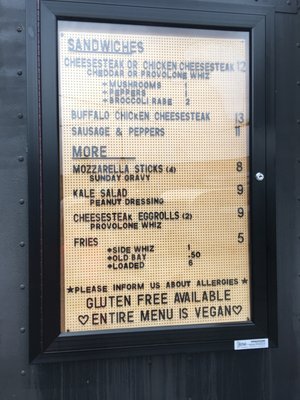 SANDWICHES
CHEESESTEAK OR CHICKEN CHEESESTEAK 12
CHEDDAR OR PROVOLONE WHIZ
+MUSHROOMS 1
+PEPPERS 1
+BROCCOLI RABE 2
BUFFALO CHICKEN CHEESESTEAK 13
SAUSAGE & PEPPERS 11
MORE
MOZZARELLA STICKS (4) 8
SUNDAY GRAVY
KALE SALAD 9
PEANUT DRESSING
CHEESESTEAK EGGROLLS (2) 9
PROVOLONE WHIZ
FRIES 5
+SIDE WHIZ 1
+OLD BAY .50
+LOADED 6
★PLEASE INFORM US ABOUT ALLERGIES★
GLUTEN FREE AVAILABLE
♡ENTIRE MENU IS VEGAN♡